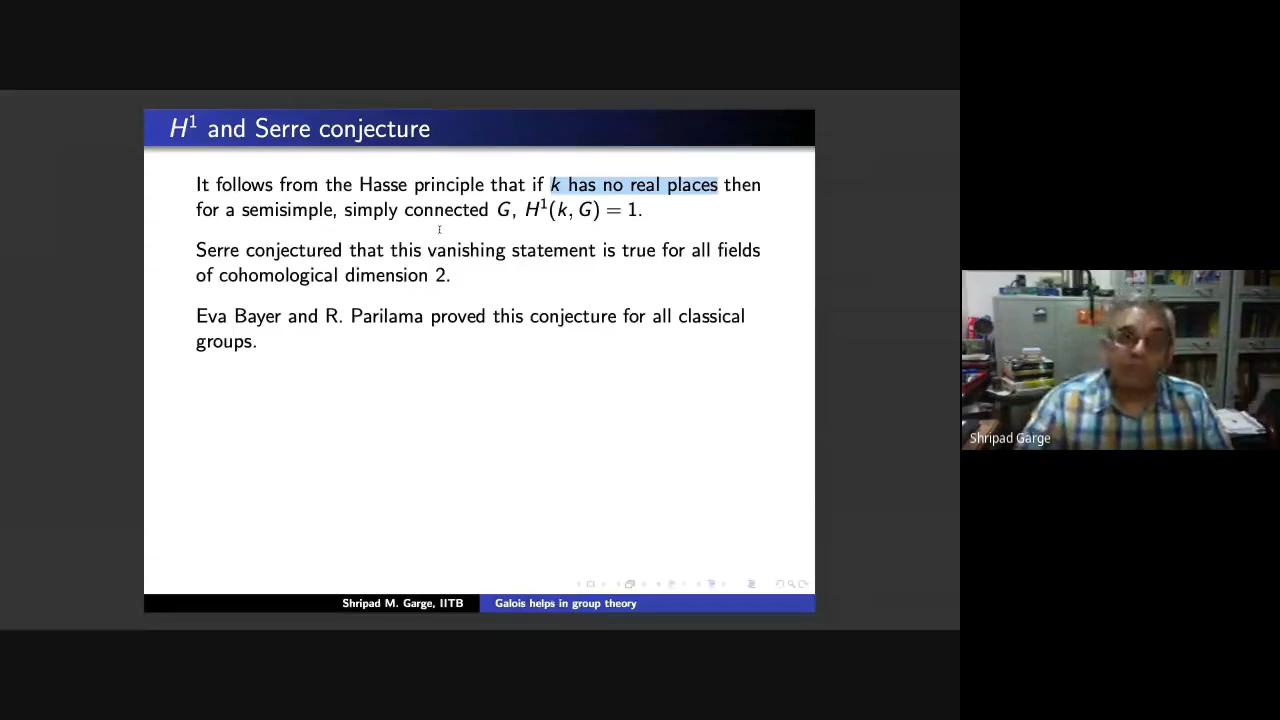 H¹ and Serre conjecture
It follows from the Hasse principle that if k has no real places then
for a semisimple, simply connected G, H¹(k, G) = 1.
Serre conjectured that this vanishing statement is true for all fields
of cohomological dimension 2.
Eva Bayer and R. Parilama proved this conjecture for all classical
groups.
Shripad M. Garge, IITB
Galois helps in group theory
Shripad Garge